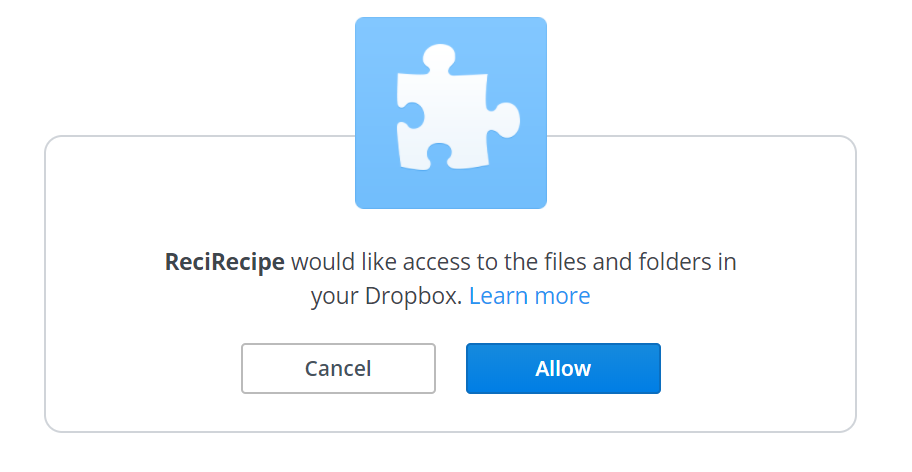 ReciRecipe would like access to the files and folders in
your Dropbox. Learn more
Cancel Allow